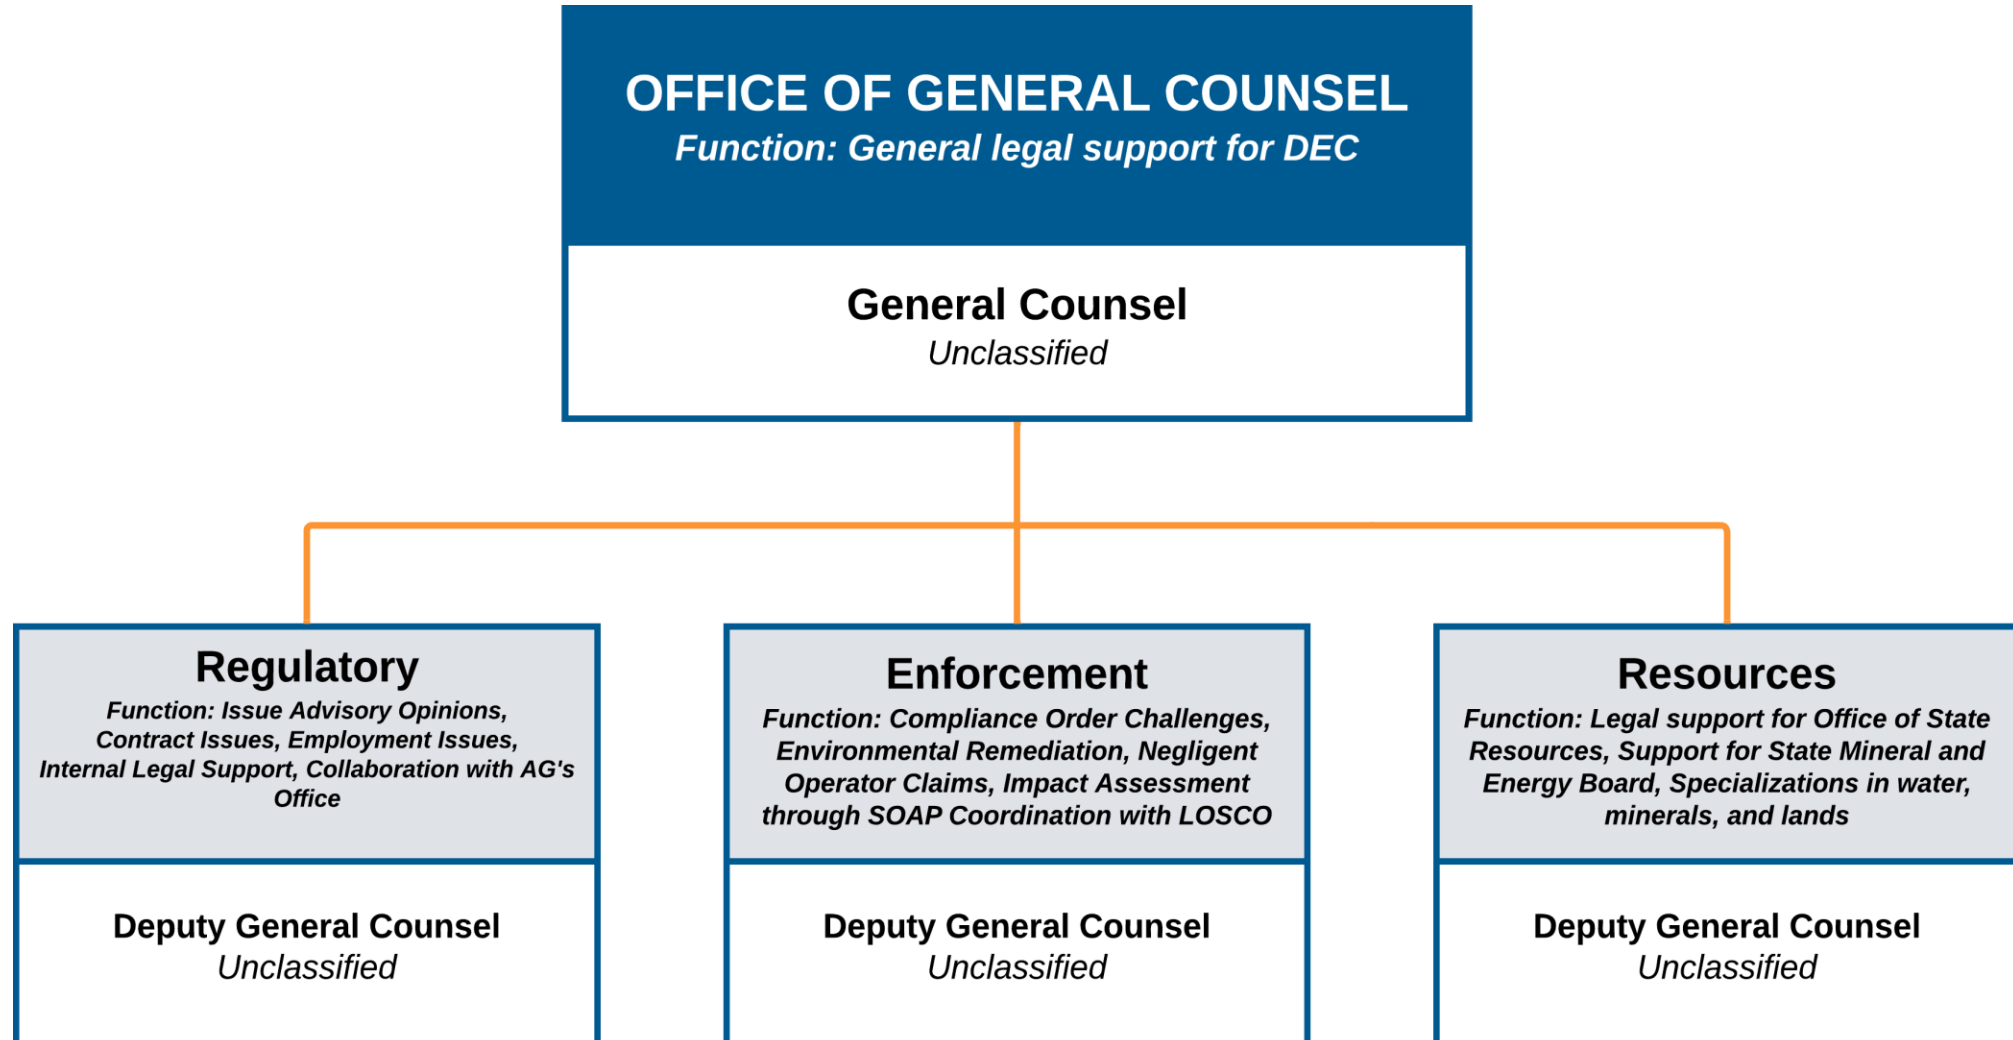 OFFICE OF GENERAL COUNSEL
Function: General legal support for DEC
General Counsel
Unclassified
Regulatory
Function: Issue Advisory Opinions,
Contract Issues, Employment Issues,
Internal Legal Support, Collaboration with AG's
Office
Deputy General Counsel
Unclassified
Enforcement
Function: Compliance Order Challenges,
Environmental Remediation, Negligent
Operator Claims, Impact Assessment
through SOAP Coordination with LOSCO
Deputy General Counsel
Unclassified
Resources
Function: Legal support for Office of State
Resources, Support for State Mineral and
Energy Board, Specializations in water,
minerals, and lands
Deputy General Counsel
Unclassified